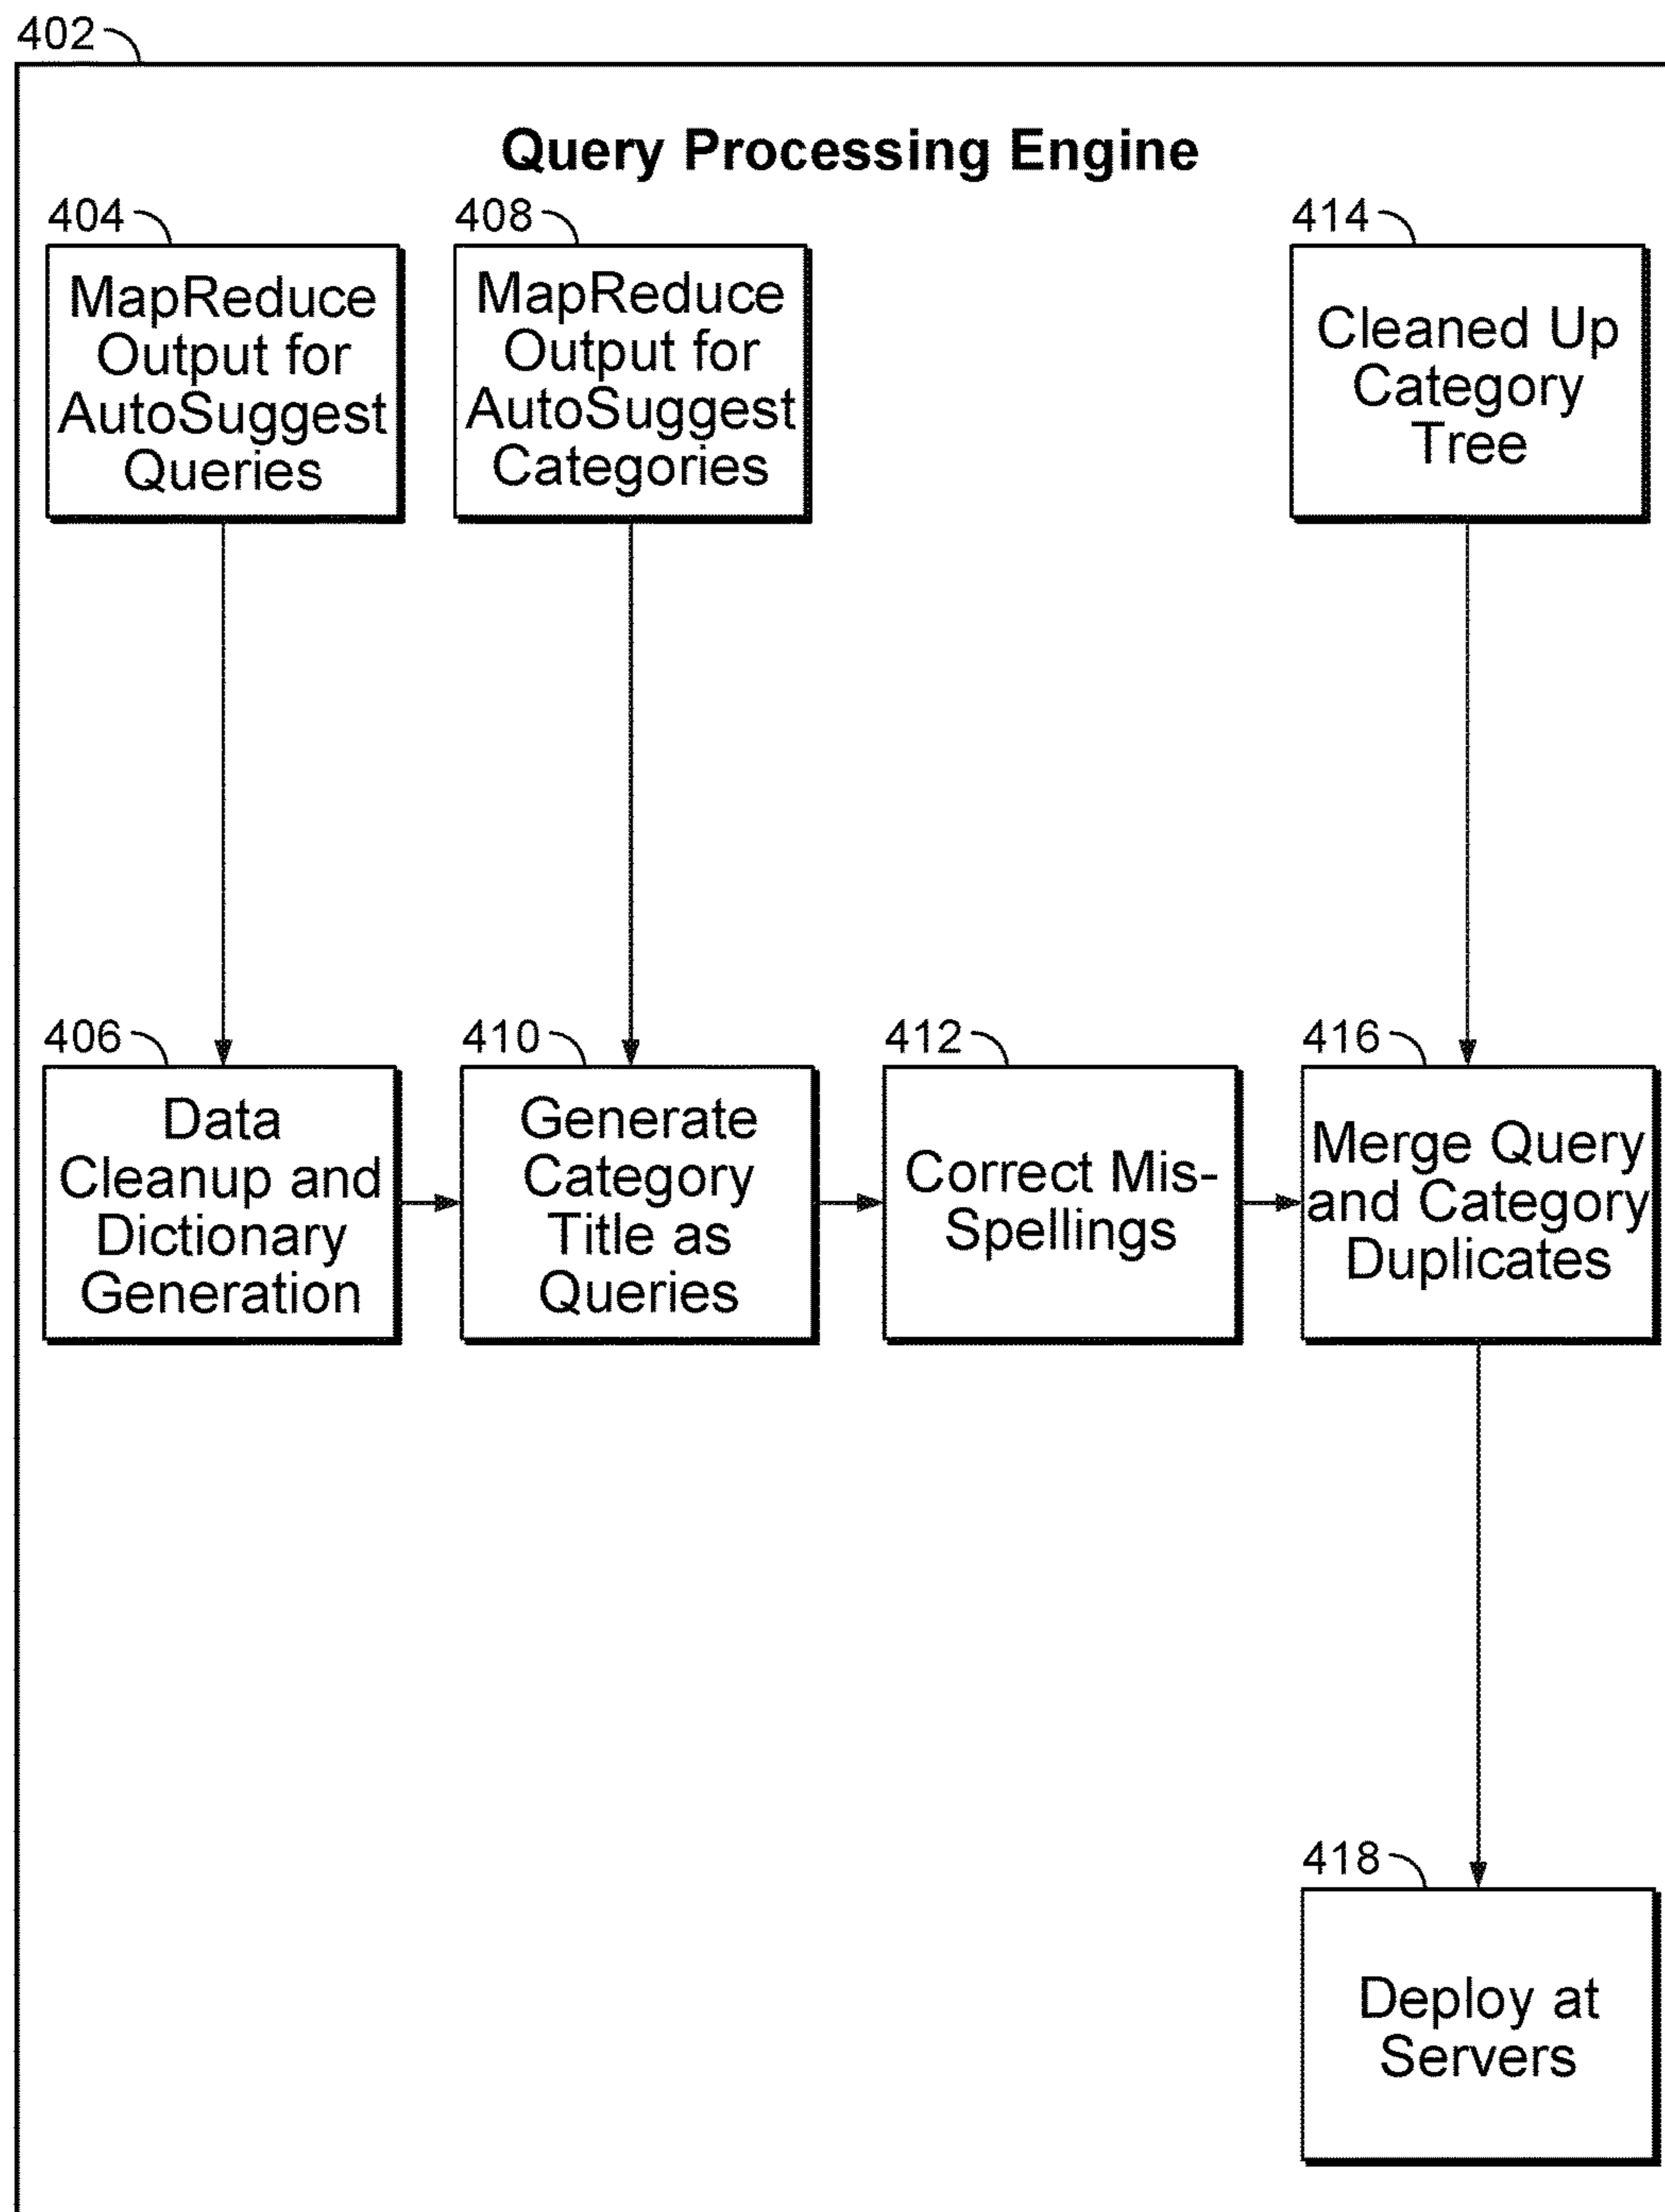 402
Query Processing Engine
404
MapReduce
Output for
AutoSuggest
Queries
408
MapReduce
Output for
AutoSuggest
Categories
414
Cleaned Up
Category
Tree
406
Data
Cleanup and
Dictionary
Generation
410
Generate
Category
Title as
Queries
412
Correct Mis-
Spellings
416
Merge Query
and Category
Duplicates
418
Deploy at
Servers